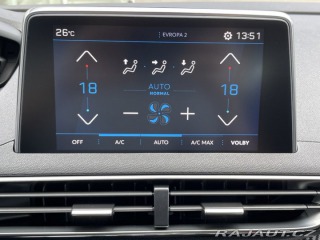 26°C EVROPA 2 13:51
18 18
AUTO
NORMAL
OFF A/C AUTO A/C MAX VOLBY
RAJAUT.CZ